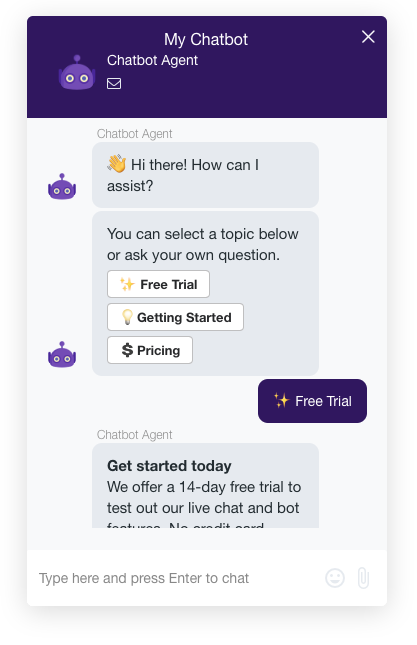 My Chatbot
Chatbot Agent
Chatbot Agent
👋 Hi there! How can I
assist?
You can select a topic below
or ask your own question.
✨ Free Trial
💡 Getting Started
💲 Pricing
✨ Free Trial
Chatbot Agent
Get started today
We offer a 14-day free trial to
test out our live chat and bot
features. No credit card
Type here and press Enter to chat